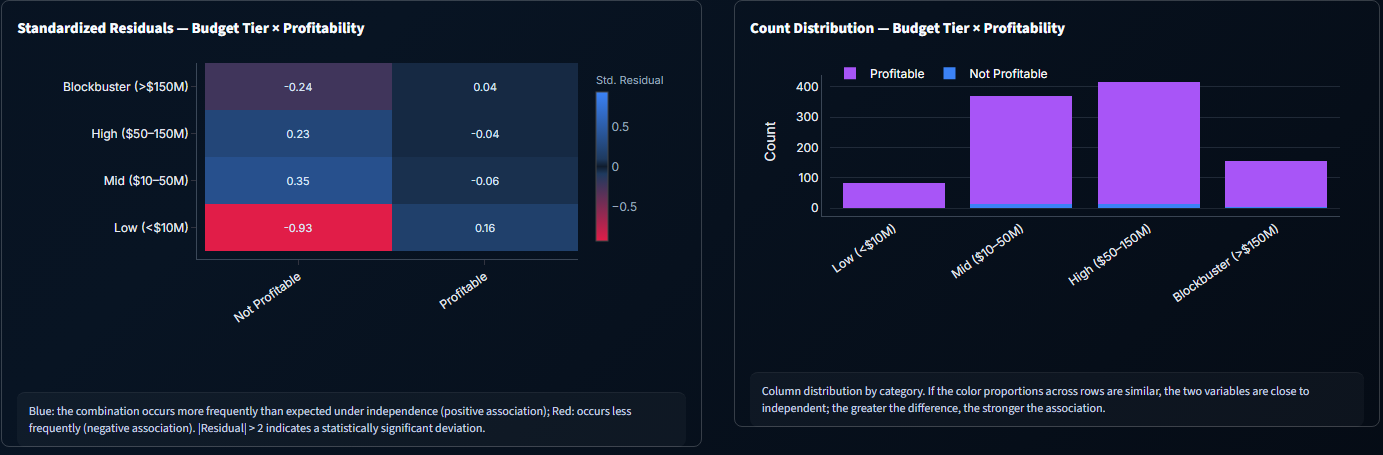 Standardized Residuals — Budget Tier × Profitability
Std. Residual
Blockbuster (>$150M)
-0.24
0.04
High ($50–150M)
0.23
-0.04
0.5
Mid ($10–50M)
0.35
-0.06
0
Low (<$10M)
-0.93
0.16
−0.5
Not Profitable
Profitable
Blue: the combination occurs more frequently than expected under independence (positive association); Red: occurs less
frequently (negative association). |Residual| > 2 indicates a statistically significant deviation.
Count Distribution — Budget Tier × Profitability
Profitable
Not Profitable
Count
400
300
200
100
0
Low (<$10M)
Mid ($10–50M)
High ($50–150M)
Blockbuster (>$150M)
Column distribution by category. If the color proportions across rows are similar, the two variables are close to
independent; the greater the difference, the stronger the association.